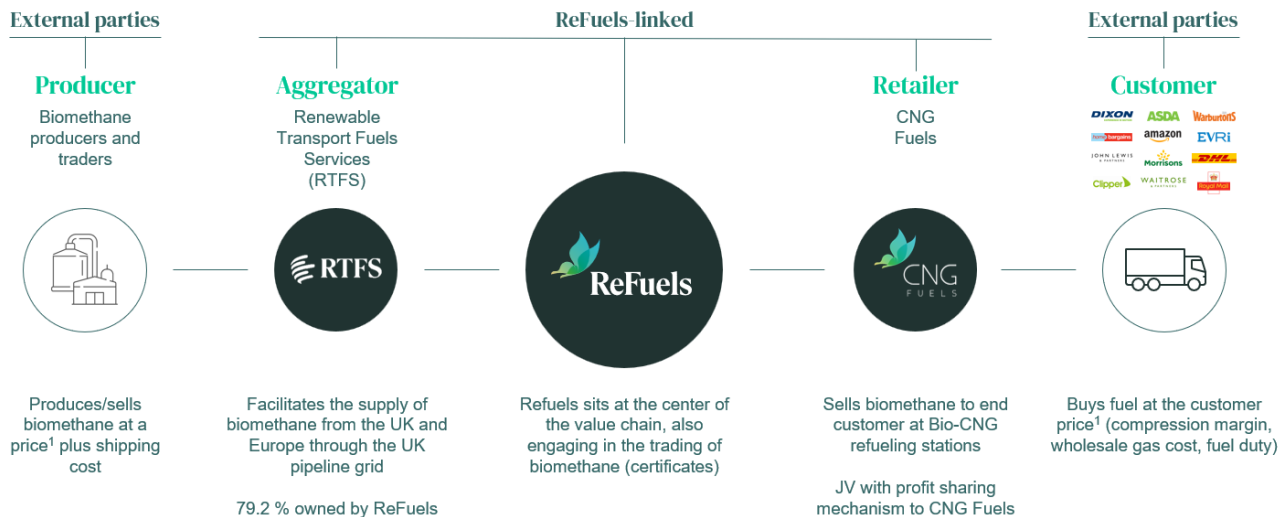 External parties
ReFuels-linked
External parties
Producer
Biomethane
producers and
traders
Aggregator
Renewable
Transport Fuels
Services
(RTFS)
Retailer
CNG
Fuels
Customer
DIXON
ASDA
Warburtons
home bargains
amazon
EVRi
JOHN LEWIS
& PARTNERS
Morrisons
DHL
Clipper
WAITROSE
& PARTNERS
Royal Mail
RTFS
ReFuels
CNG
FUELS
Produces/sells
biomethane at a
price¹ plus shipping
cost
Facilitates the supply of
biomethane from the UK and
Europe through the UK
pipeline grid
79.2 % owned by ReFuels
Refuels sits at the center of
the value chain, also
engaging in the trading of
biomethane (certificates)
Sells biomethane to end
customer at Bio-CNG
refueling stations
JV with profit sharing
mechanism to CNG Fuels
Buys fuel at the customer
price¹ (compression margin,
wholesale gas cost, fuel duty)